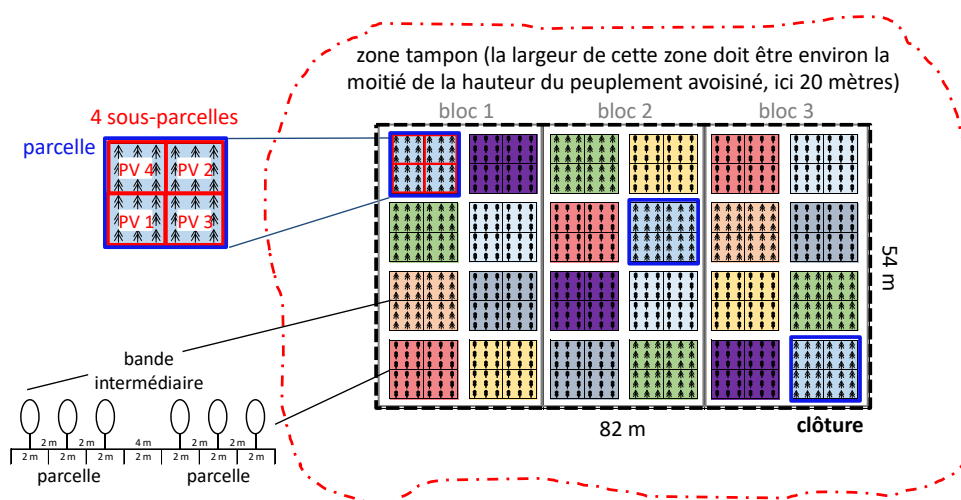 zone tampon (la largeur de cette zone doit être environ la
moitié de la hauteur du peuplement avoisiné, ici 20 mètres)
bloc 1 bloc 2 bloc 3
4 sous-parcelles
parcelle
PV 4 PV 2
PV 1 PV 3
54 m
82 m
clôture
bande
intermédiaire
2 m 2 m 4 m 2 m 2 m
2 m 2 m 2 m 2 m 2 m 2 m 2 m
parcelle parcelle